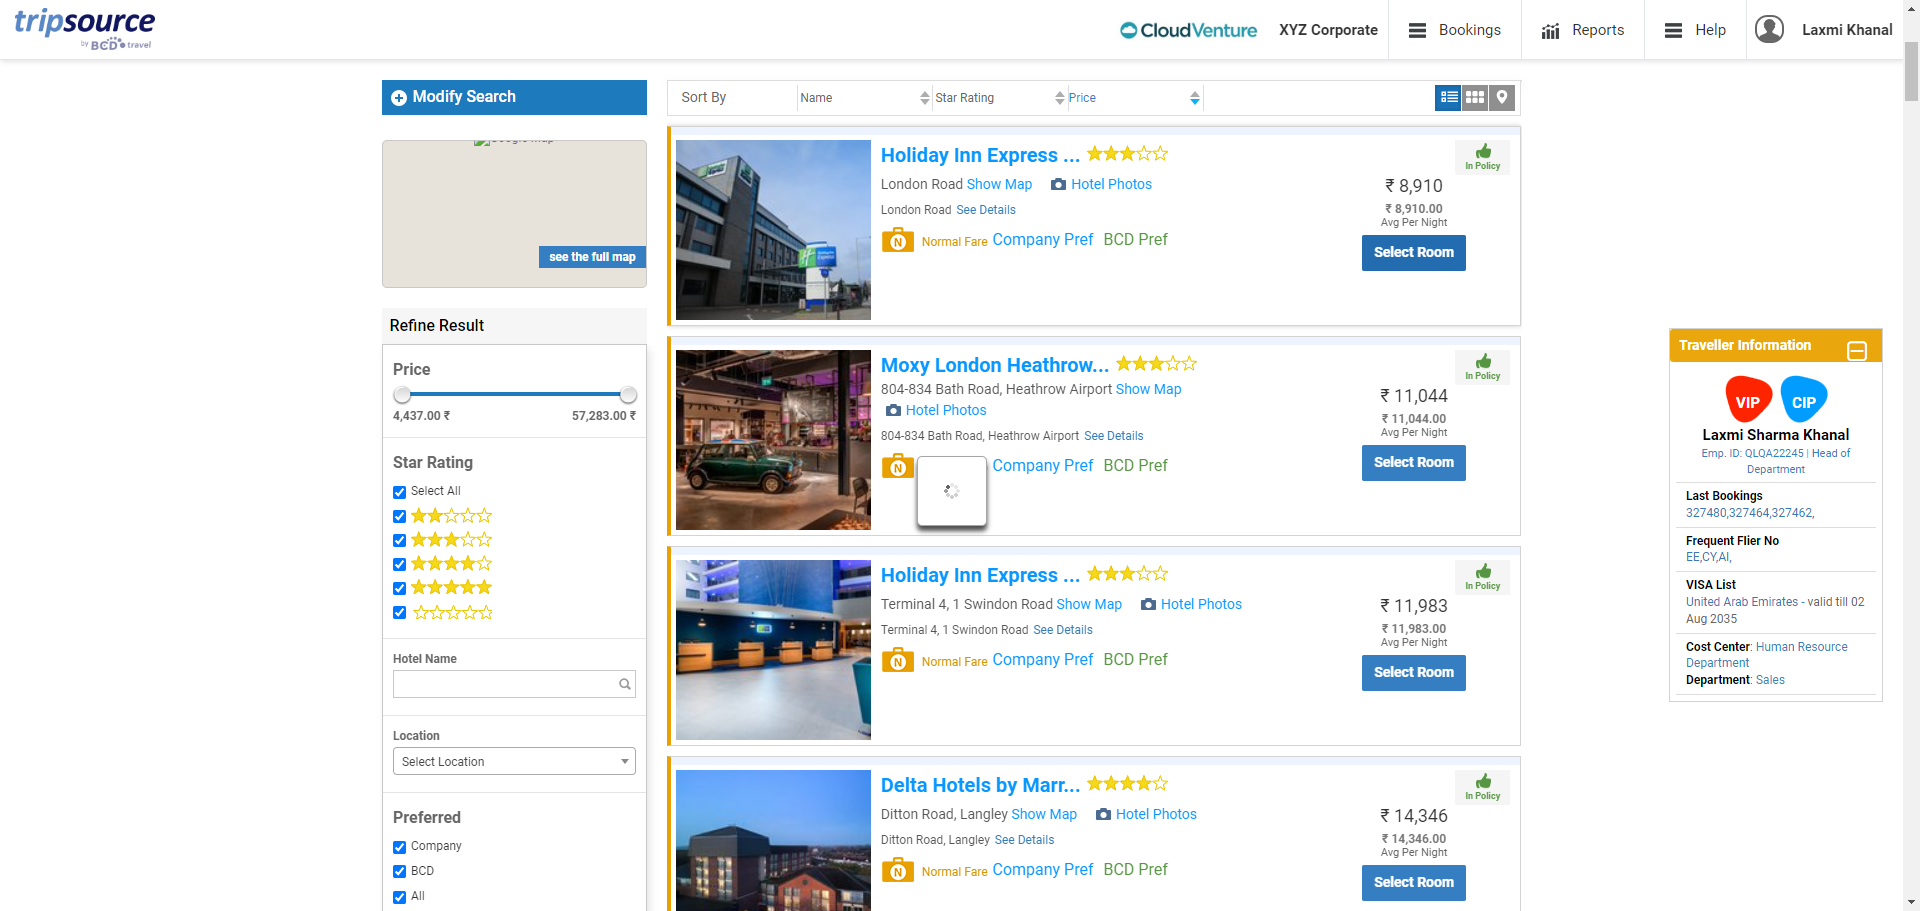 tripsource
by BCD travel
CloudVenture
XYZ Corporate
Bookings
Reports
Help
Laxmi Khanal
Modify Search
Sort By
Name
Star Rating
Price
see the full map
Refine Result
Price
4,437.00 ₹
57,283.00 ₹
Star Rating
Select All
Hotel Name
Location
Select Location
Preferred
Company
BCD
All
Holiday Inn Express ...
London Road Show Map Hotel Photos
London Road See Details
N Normal Fare Company Pref BCD Pref
In Policy
₹ 8,910
₹ 8,910.00
Avg Per Night
Select Room
Moxy London Heathrow...
804-834 Bath Road, Heathrow Airport Show Map
Hotel Photos
804-834 Bath Road, Heathrow Airport See Details
N Company Pref BCD Pref
In Policy
₹ 11,044
₹ 11,044.00
Avg Per Night
Select Room
Holiday Inn Express ...
Terminal 4, 1 Swindon Road Show Map Hotel Photos
Terminal 4, 1 Swindon Road See Details
N Normal Fare Company Pref BCD Pref
In Policy
₹ 11,983
₹ 11,983.00
Avg Per Night
Select Room
Delta Hotels by Marr...
Ditton Road, Langley Show Map Hotel Photos
Ditton Road, Langley See Details
N Normal Fare Company Pref BCD Pref
In Policy
₹ 14,346
₹ 14,346.00
Avg Per Night
Select Room
Traveller Information
VIP CIP
Laxmi Sharma Khanal
Emp. ID: QLQA22245 | Head of
Department
Last Bookings
327480,327464,327462,
Frequent Flier No
EE,CY,AI,
VISA List
United Arab Emirates - valid till 02
Aug 2035
Cost Center: Human Resource
Department
Department: Sales